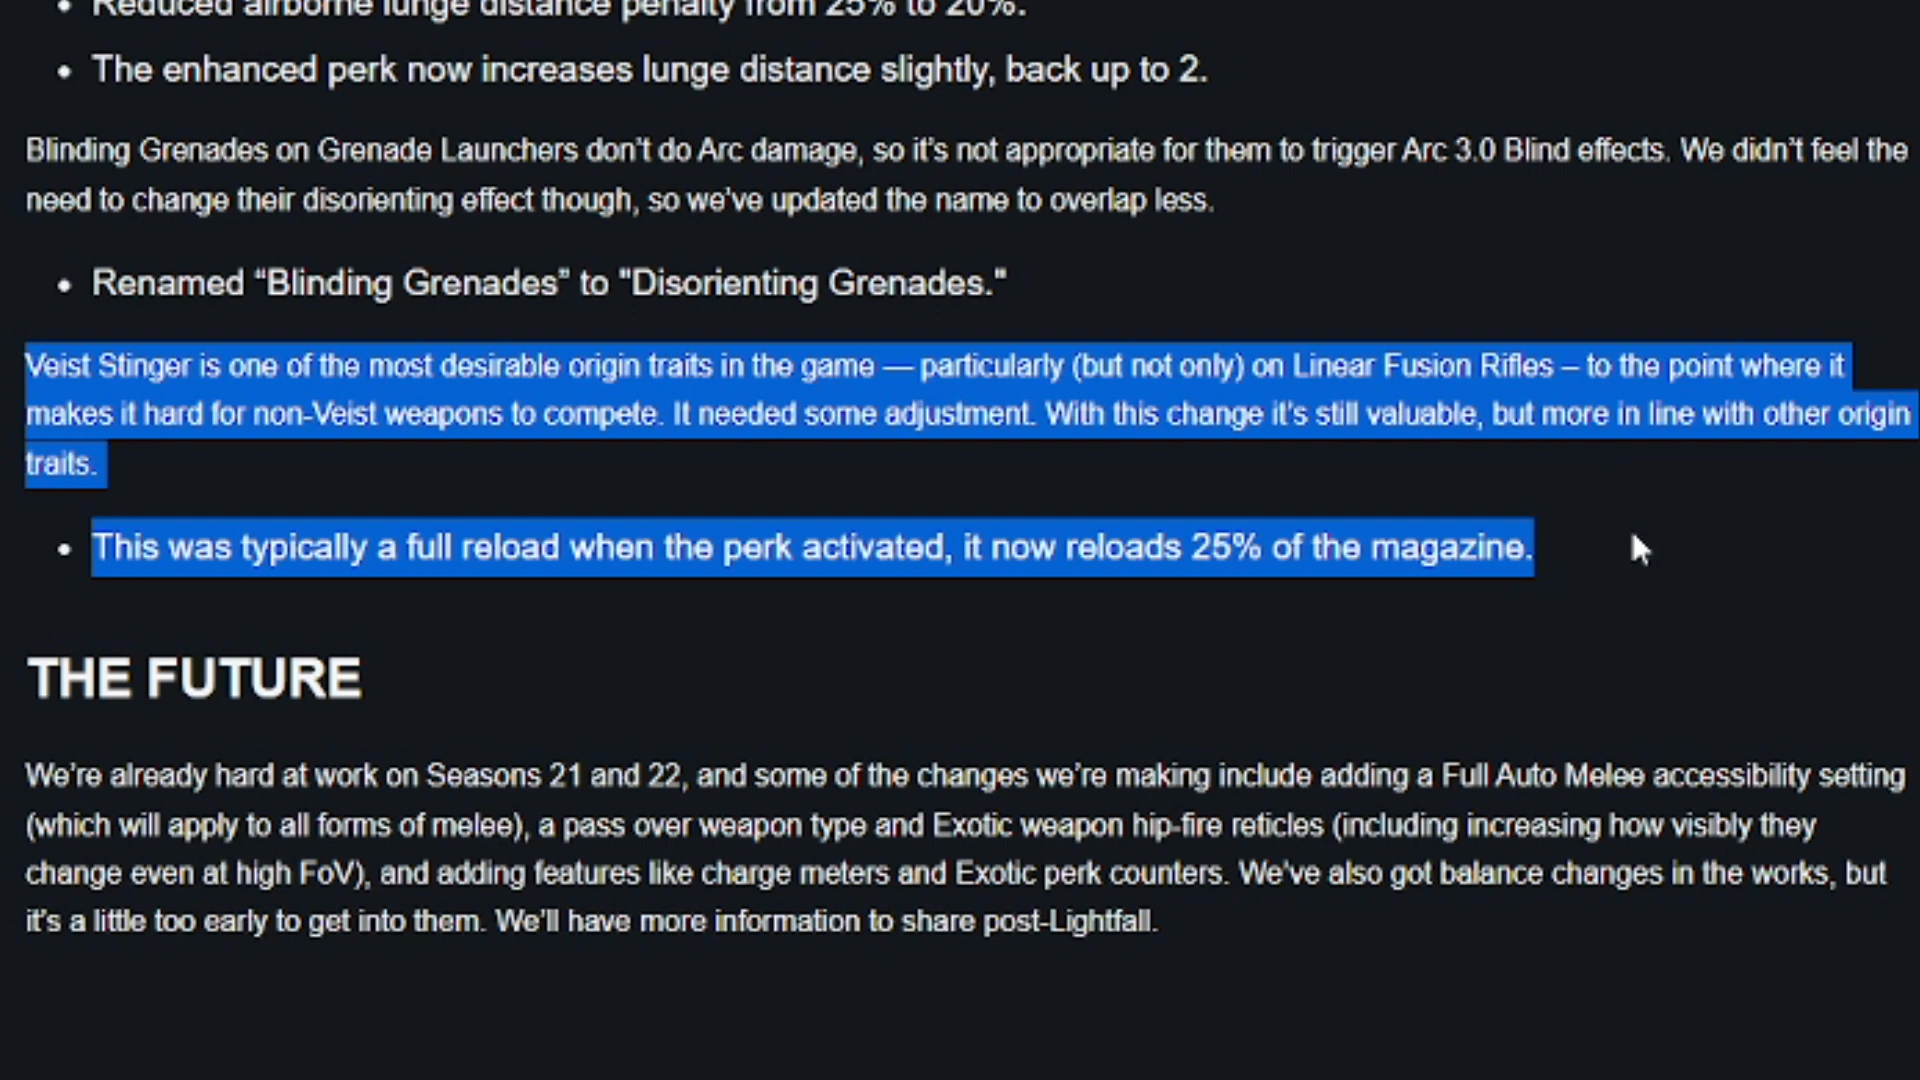 • Reduced airborne lunge distance penalty from 25% to 20%.
• The enhanced perk now increases lunge distance slightly, back up to 2.
Blinding Grenades on Grenade Launchers don’t do Arc damage, so it’s not appropriate for them to trigger Arc 3.0 Blind effects. We didn’t feel the
need to change their disorienting effect though, so we’ve updated the name to overlap less.
• Renamed “Blinding Grenades” to "Disorienting Grenades."
Veist Stinger is one of the most desirable origin traits in the game — particularly (but not only) on Linear Fusion Rifles – to the point where it
makes it hard for non-Veist weapons to compete. It needed some adjustment. With this change it’s still valuable, but more in line with other origin
traits.
• This was typically a full reload when the perk activated, it now reloads 25% of the magazine.
THE FUTURE
We’re already hard at work on Seasons 21 and 22, and some of the changes we’re making include adding a Full Auto Melee accessibility setting
(which will apply to all forms of melee), a pass over weapon type and Exotic weapon hip-fire reticles (including increasing how visibly they
change even at high FoV), and adding features like charge meters and Exotic perk counters. We’ve also got balance changes in the works, but
it’s a little too early to get into them. We’ll have more information to share post-Lightfall.